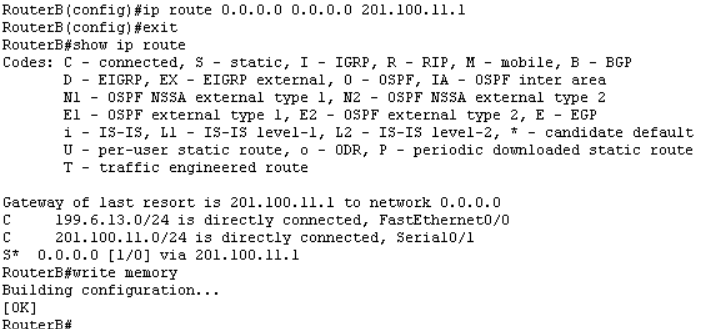 RouterB(config)#ip route 0.0.0.0 0.0.0.0 201.100.11.1
RouterB(config)#exit
RouterB#show ip route
Codes: C - connected, S - static, I - IGRP, R - RIP, M - mobile, B - BGP
D - EIGRP, EX - EIGRP external, O - OSPF, IA - OSPF inter area
N1 - OSPF NSSA external type 1, N2 - OSPF NSSA external type 2
E1 - OSPF external type 1, E2 - OSPF external type 2, E - EGP
i - IS-IS, L1 - IS-IS level-1, L2 - IS-IS level-2, * - candidate default
U - per-user static route, o - ODR, P - periodic downloaded static route
T - traffic engineered route
Gateway of last resort is 201.100.11.1 to network 0.0.0.0
C 199.6.13.0/24 is directly connected, FastEthernet0/0
C 201.100.11.0/24 is directly connected, Serial0/1
S* 0.0.0.0 [1/0] via 201.100.11.1
RouterB#write memory
Building configuration...
[OK]
RouterB#